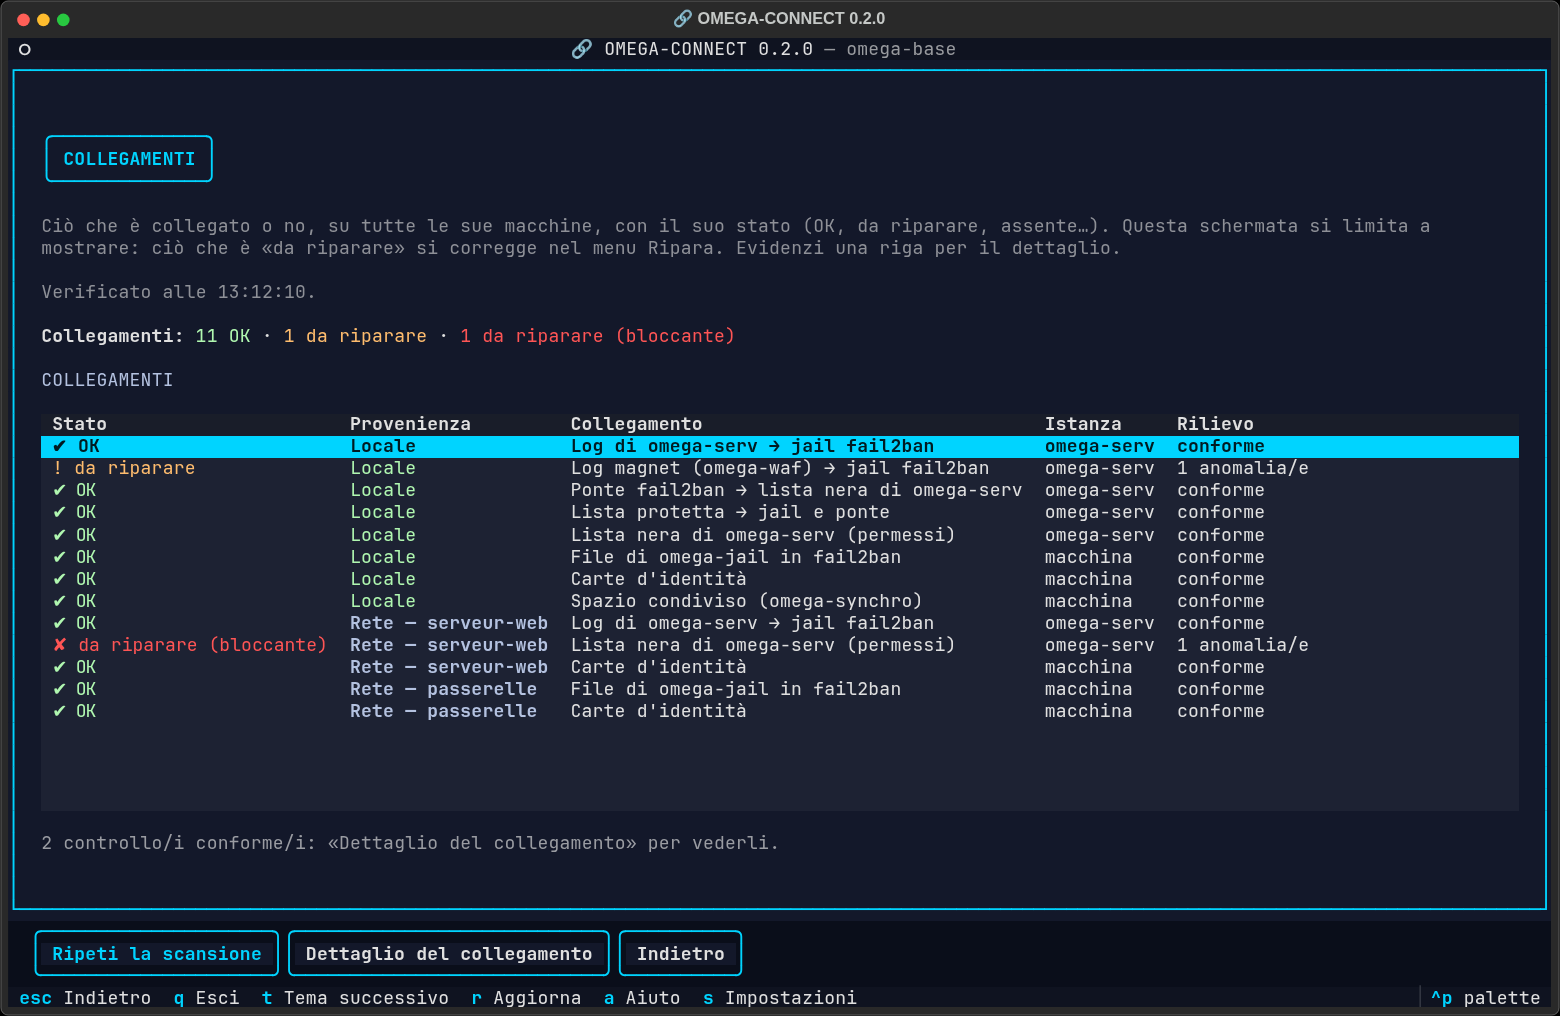 🔗 OMEGA-CONNECT 0.2.0
🔗 OMEGA-CONNECT 0.2.0 — omega-base
COLLEGAMENTI
Ciò che è collegato o no, su tutte le sue macchine, con il suo stato (OK, da riparare, assente…). Questa schermata si limita a
mostrare: ciò che è «da riparare» si corregge nel menu Ripara. Evidenzi una riga per il dettaglio.
Verificato alle 13:12:10.
Collegamenti: 11 OK · 1 da riparare · 1 da riparare (bloccante)
COLLEGAMENTI
Stato Provenienza Collegamento Istanza Rilievo
✔ OK Locale Log di omega-serv → jail fail2ban omega-serv conforme
! da riparare Locale Log magnet (omega-waf) → jail fail2ban omega-serv 1 anomalia/e
✔ OK Locale Ponte fail2ban → lista nera di omega-serv omega-serv conforme
✔ OK Locale Lista protetta → jail e ponte omega-serv conforme
✔ OK Locale Lista nera di omega-serv (permessi) omega-serv conforme
✔ OK Locale File di omega-jail in fail2ban macchina conforme
✔ OK Locale Carte d'identità macchina conforme
✔ OK Locale Spazio condiviso (omega-synchro) macchina conforme
✔ OK Rete — serveur-web Log di omega-serv → jail fail2ban omega-serv conforme
✘ da riparare (bloccante) Rete — serveur-web Lista nera di omega-serv (permessi) omega-serv 1 anomalia/e
✔ OK Rete — serveur-web Carte d'identità macchina conforme
✔ OK Rete — passerelle File di omega-jail in fail2ban macchina conforme
✔ OK Rete — passerelle Carte d'identità macchina conforme
2 controllo/i conforme/i: «Dettaglio del collegamento» per vederli.
Ripeti la scansione Dettaglio del collegamento Indietro
esc Indietro q Esci t Tema successivo r Aggiorna a Aiuto s Impostazioni ^p palette